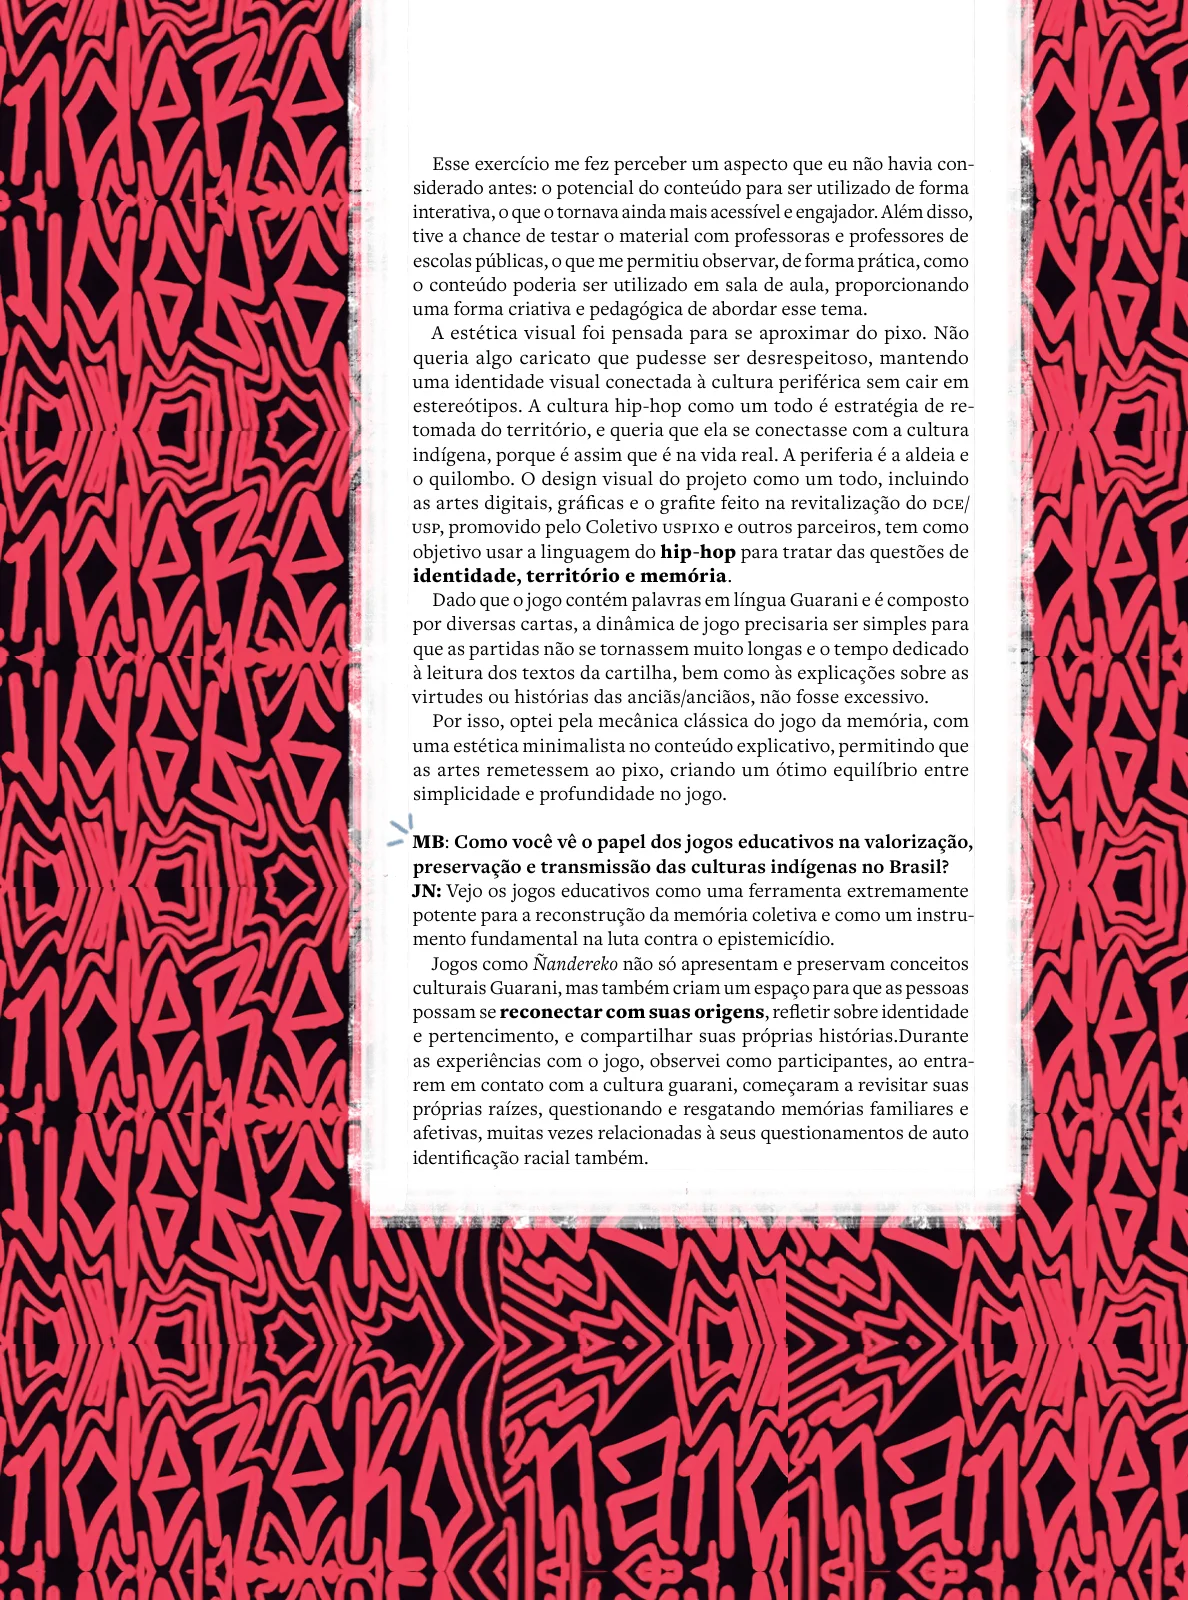 Esse exercício me fez perceber um aspecto que eu não havia con-
siderado antes: o potencial do conteúdo para ser utilizado de forma
interativa, o que o tornava ainda mais acessível e engajador. Além disso,
tive a chance de testar o material com professoras e professores de
escolas públicas, o que me permitiu observar, de forma prática, como
o conteúdo poderia ser utilizado em sala de aula, proporcionando
uma forma criativa e pedagógica de abordar esse tema.
A estética visual foi pensada para se aproximar do pixo. Não
queria algo caricato que pudesse ser desrespeitoso, mantendo
uma identidade visual conectada à cultura periférica sem cair em
estereótipos. A cultura hip-hop como um todo é estratégia de re-
tomada do território, e queria que ela se conectasse com a cultura
indígena, porque é assim que é na vida real. A periferia é a aldeia e
o quilombo. O design visual do projeto como um todo, incluindo
as artes digitais, gráficas e o grafite feito na revitalização do DCE/
USP, promovido pelo Coletivo USPIXO e outros parceiros, tem como
objetivo usar a linguagem do hip-hop para tratar das questões de
identidade, território e memória.
Dado que o jogo contém palavras em língua Guarani e é composto
por diversas cartas, a dinâmica de jogo precisaria ser simples para
que as partidas não se tornassem muito longas e o tempo dedicado
à leitura dos textos da cartilha, bem como às explicações sobre as
virtudes ou histórias das anciãs/anciãos, não fosse excessivo.
Por isso, optei pela mecânica clássica do jogo da memória, com
uma estética minimalista no conteúdo explicativo, permitindo que
as artes remetessem ao pixo, criando um ótimo equilíbrio entre
simplicidade e profundidade no jogo.
MB: Como você vê o papel dos jogos educativos na valorização,
preservação e transmissão das culturas indígenas no Brasil?
JN: Vejo os jogos educativos como uma ferramenta extremamente
potente para a reconstrução da memória coletiva e como um instru-
mento fundamental na luta contra o epistemicídio.
Jogos como Ñandereko não só apresentam e preservam conceitos
culturais Guarani, mas também criam um espaço para que as pessoas
possam se reconectar com suas origens, refletir sobre identidade
e pertencimento, e compartilhar suas próprias histórias.Durante
as experiências com o jogo, observei como participantes, ao entra-
rem em contato com a cultura guarani, começaram a revisitar suas
próprias raízes, questionando e resgatando memórias familiares e
afetivas, muitas vezes relacionadas à seus questionamentos de auto
identificação racial também.